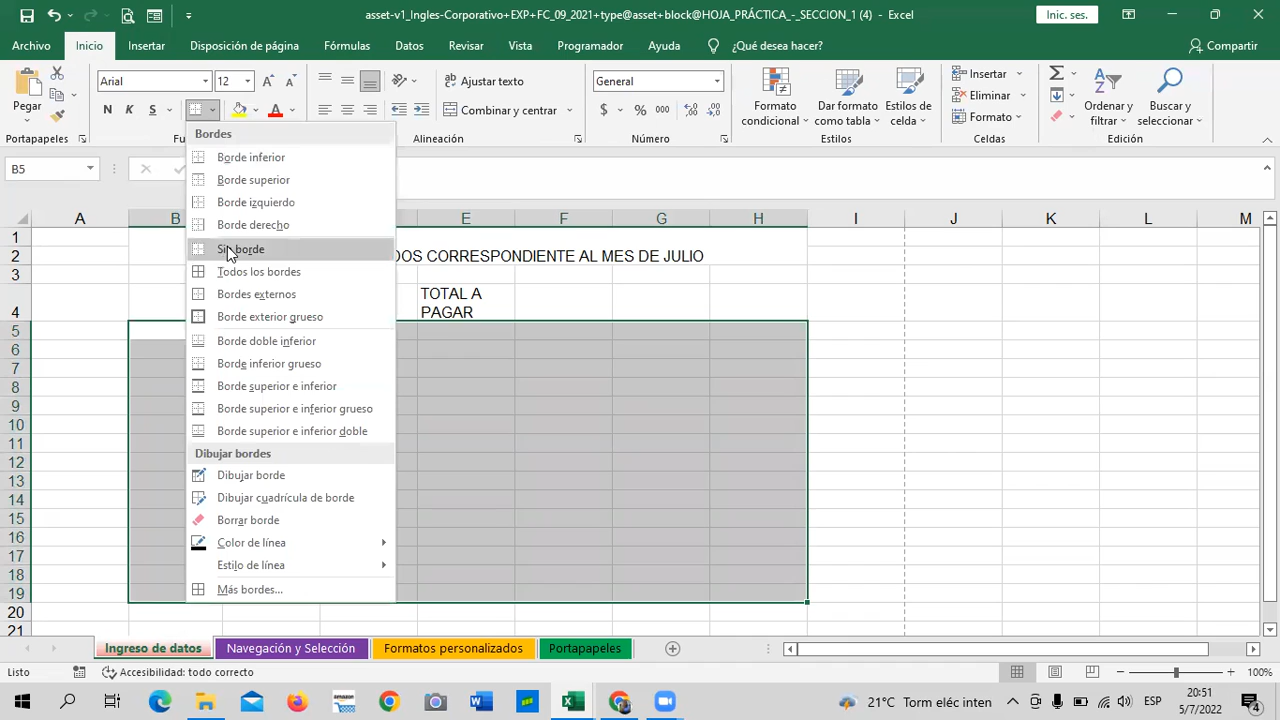 asset-v1_Ingles-Corporativo+EXP+FC_09_2021+type@asset+block@HOJA_PRÁCTICA_-_SECCION_1 (4) - Excel
Inic. ses.
Archivo Inicio Insertar Disposición de página Fórmulas Datos Revisar Vista Programador Ayuda ¿Qué desea hacer? Compartir
Pegar
Portapapeles
Arial 12
N K S
Ajustar texto
Combinar y centrar
Alineación
General
$ % 000
Número
Formato condicional
Dar formato como tabla
Estilos de celda
Estilos
Insertar
Eliminar
Formato
Celdas
Ordenar y filtrar
Buscar y seleccionar
Edición
B5
Bordes
Borde inferior
Borde superior
Borde izquierdo
Borde derecho
Sin borde
Todos los bordes
Bordes externos
Borde exterior grueso
Borde doble inferior
Borde inferior grueso
Borde superior e inferior
Borde superior e inferior grueso
Borde superior e inferior doble
Dibujar bordes
Dibujar borde
Dibujar cuadrícula de borde
Borrar borde
Color de línea
Estilo de línea
Más bordes...
A B E F G H I J K L M
1
2 DOS CORRESPONDIENTE AL MES DE JULIO
3
4 TOTAL A PAGAR
5
6
7
8
9
10
11
12
13
14
15
16
17
18
19
20
21
Ingreso de datos Navegación y Selección Formatos personalizados Portapapeles
Listo Accesibilidad: todo correcto 100%
21°C Torm eléc inten ESP 20:51
5/7/2022 4